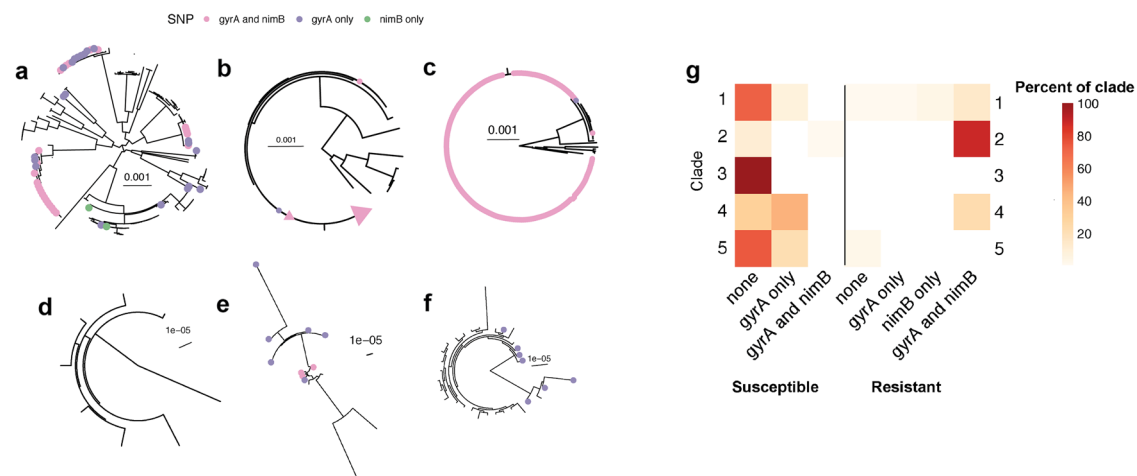 SNP gyrA and nimB gyrA only nimB only
a
0.001
b
0.001
c
0.001
d
1e-05
e
1e-05
f
1e-05
g
Clade
1 1
2 2
3 3
4 4
5 5
none
gyrA only
gyrA and nimB
none
gyrA only
nimB only
gyrA and nimB
Susceptible Resistant
Percent of clade
100
80
60
40
20